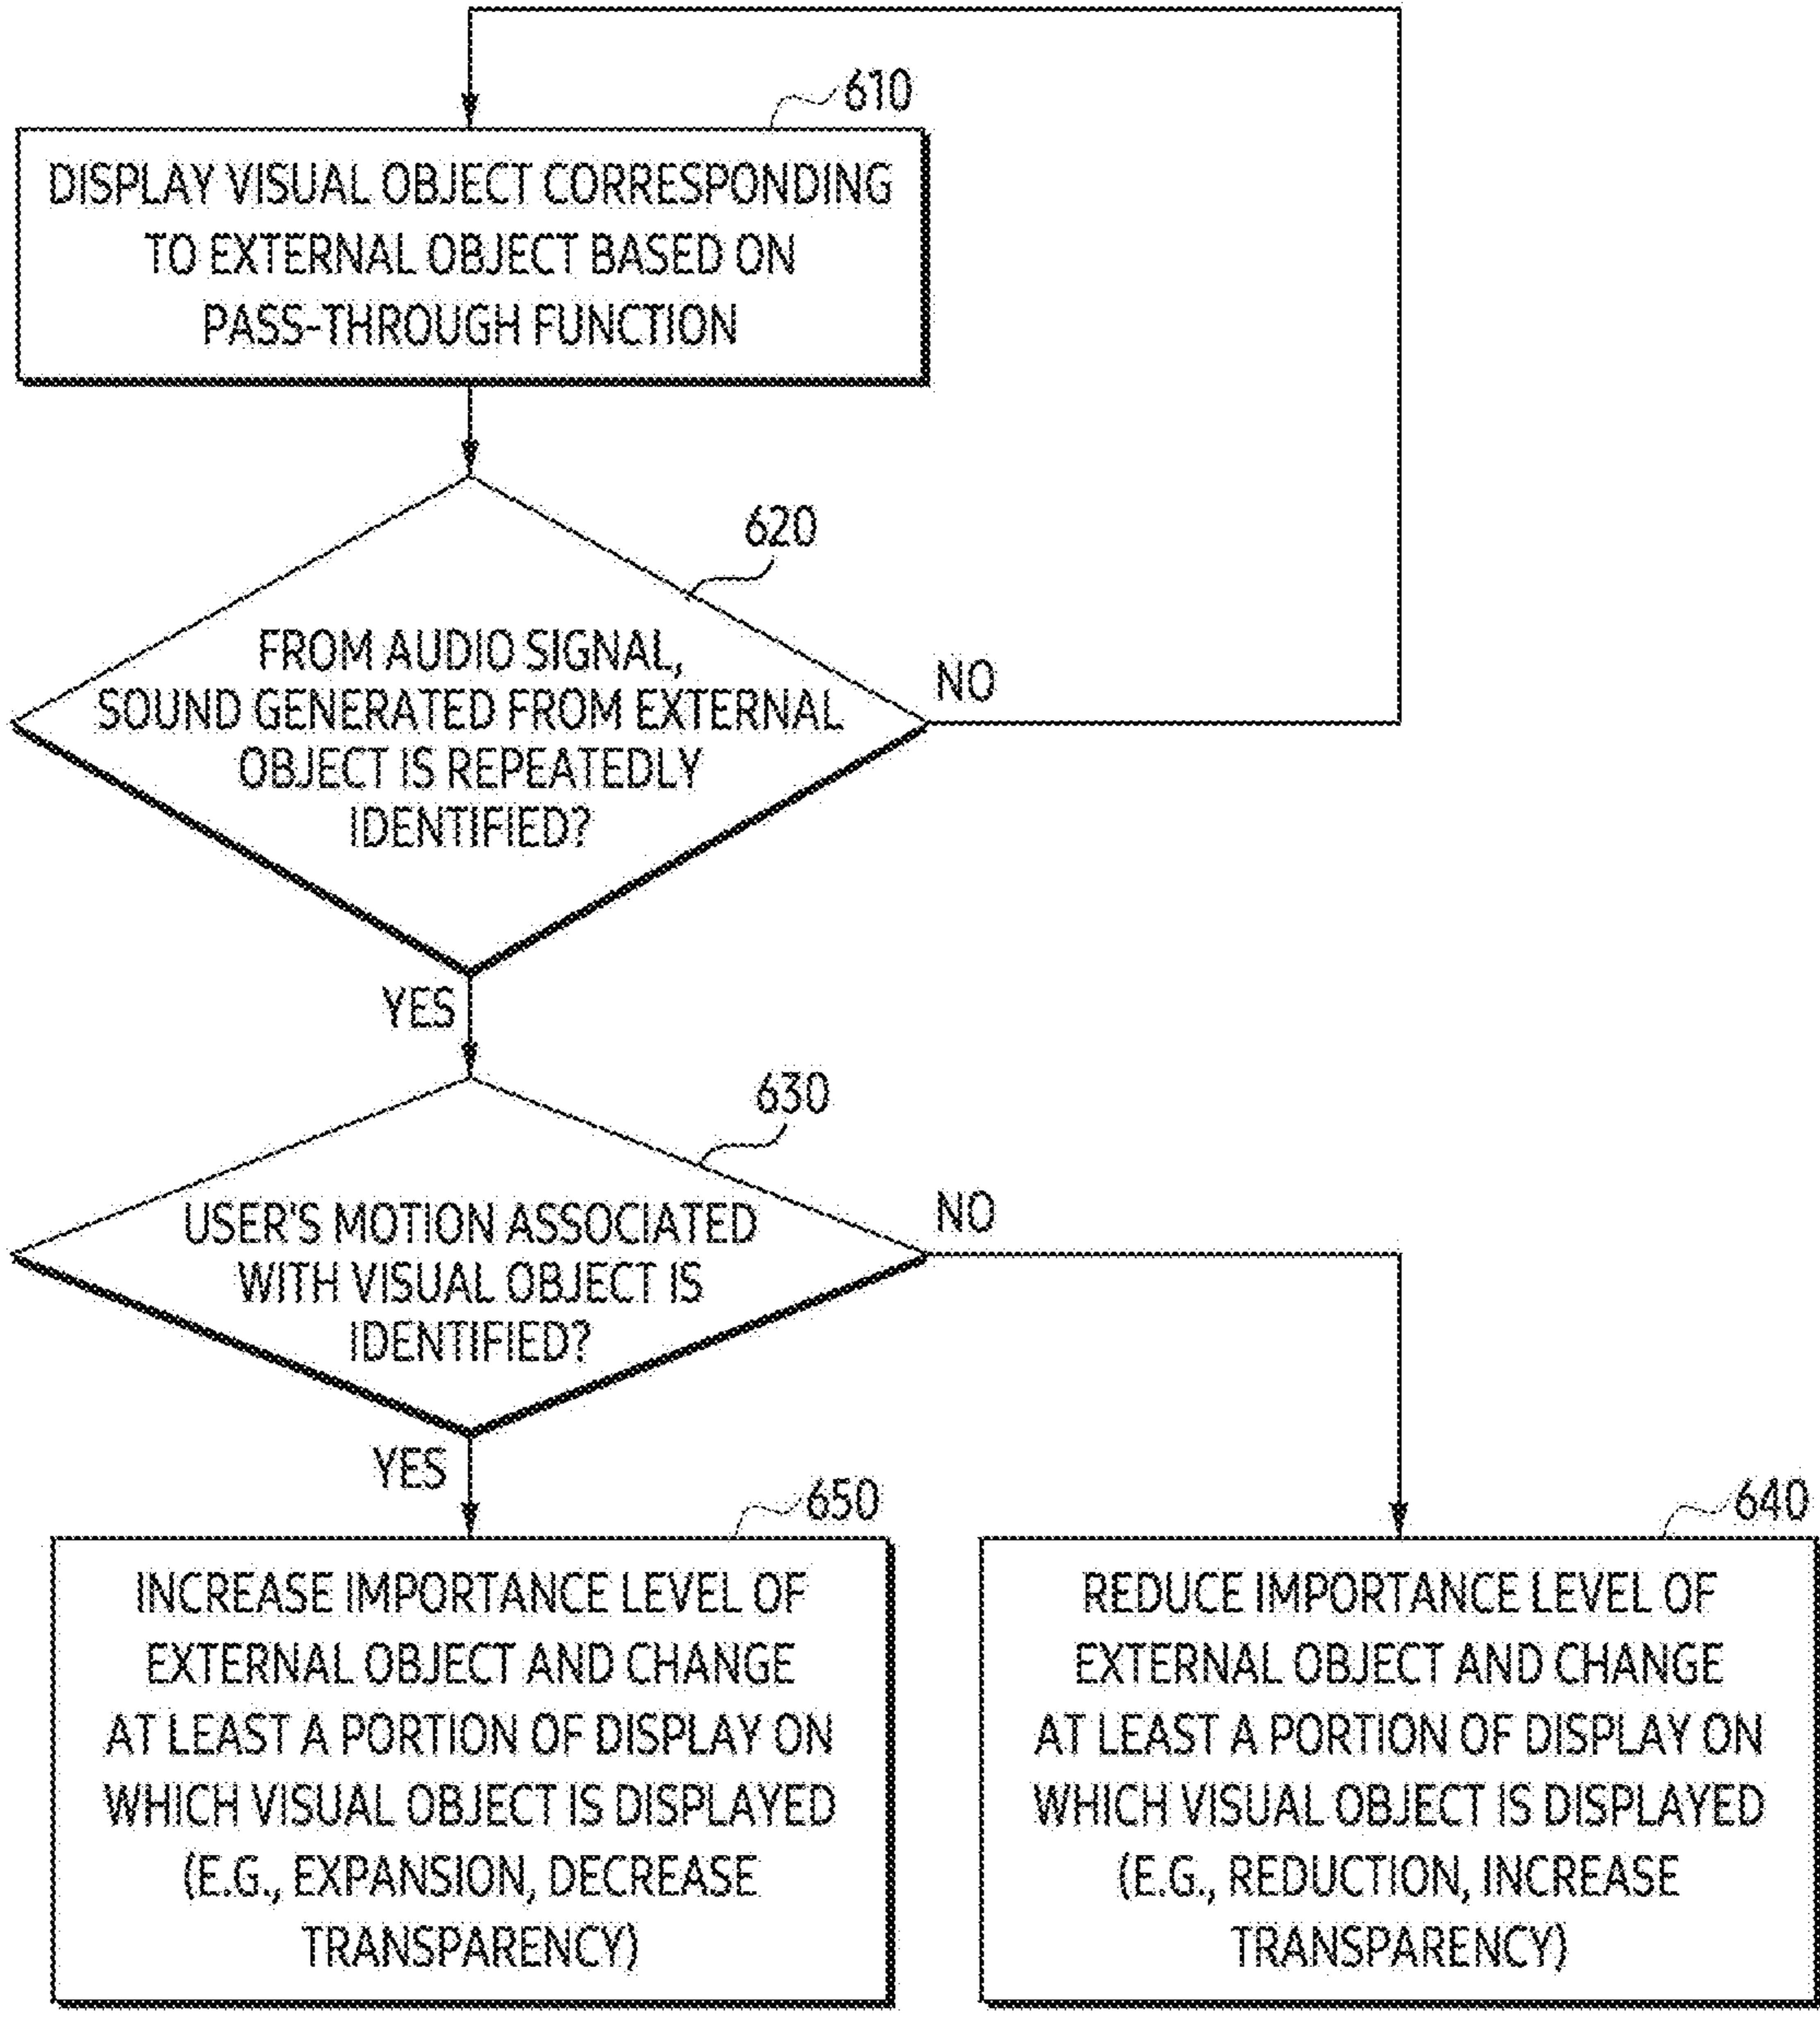 610
DISPLAY VISUAL OBJECT CORRESPONDING
TO EXTERNAL OBJECT BASED ON
PASS-THROUGH FUNCTION
620
FROM AUDIO SIGNAL,
SOUND GENERATED FROM EXTERNAL
OBJECT IS REPEATEDLY
IDENTIFIED?
NO
YES
630
USER'S MOTION ASSOCIATED
WITH VISUAL OBJECT IS
IDENTIFIED?
NO
YES
650
INCREASE IMPORTANCE LEVEL OF
EXTERNAL OBJECT AND CHANGE
AT LEAST A PORTION OF DISPLAY ON
WHICH VISUAL OBJECT IS DISPLAYED
(E.G., EXPANSION, DECREASE
TRANSPARENCY)
640
REDUCE IMPORTANCE LEVEL OF
EXTERNAL OBJECT AND CHANGE
AT LEAST A PORTION OF DISPLAY ON
WHICH VISUAL OBJECT IS DISPLAYED
(E.G., REDUCTION, INCREASE
TRANSPARENCY)